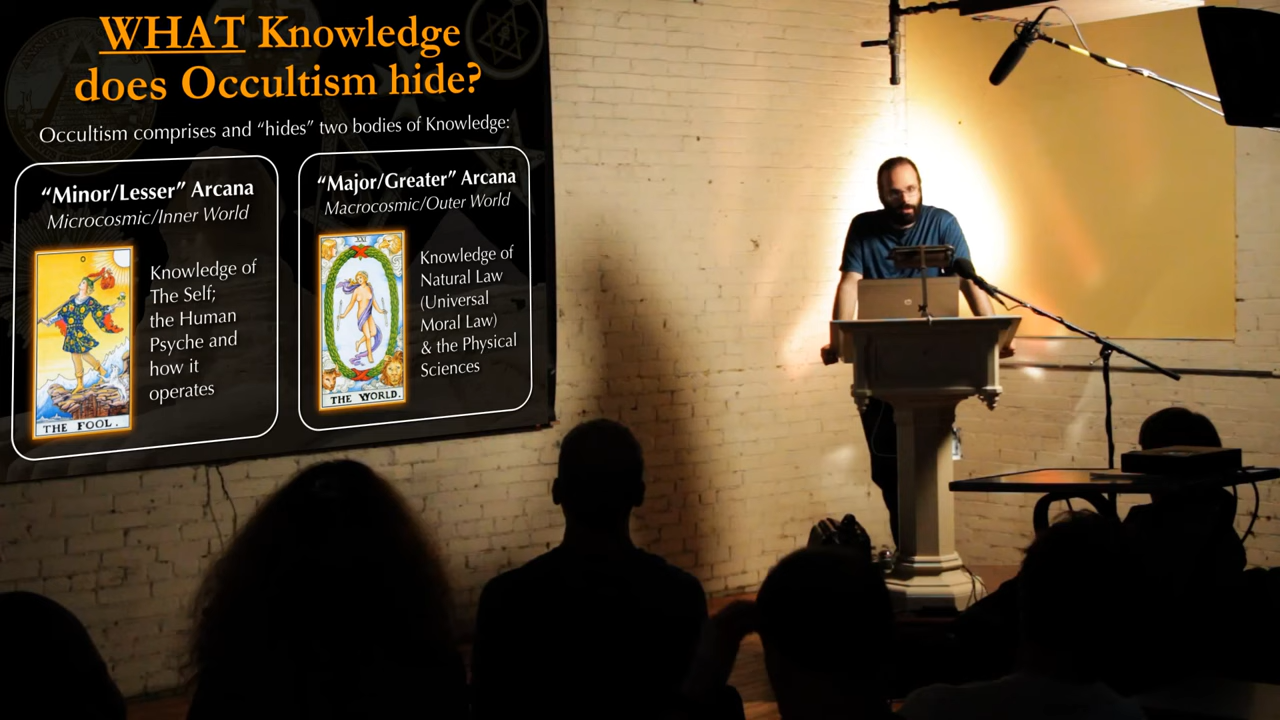 WHAT Knowledge
does Occultism hide?
Occultism comprises and “hides” two bodies of Knowledge:
“Minor/Lesser” Arcana
Microcosmic/Inner World
0
Knowledge of
The Self;
the Human
Psyche and
how it
operates
THE FOOL.
“Major/Greater” Arcana
Macrocosmic/Outer World
XXI
Knowledge of
Natural Law
(Universal
Moral Law)
& the Physical
Sciences
THE WORLD.